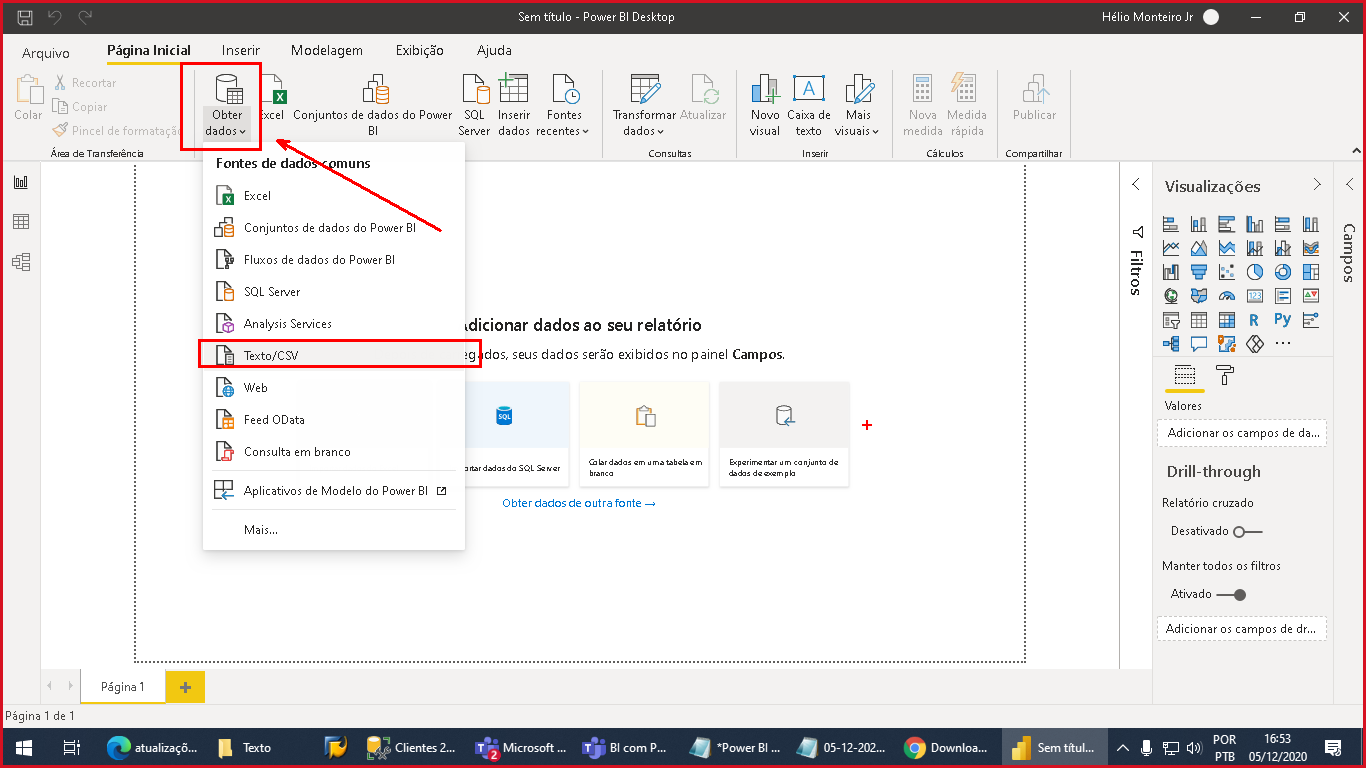 Sem título - Power BI Desktop
Hélio Monteiro Jr
Arquivo
Página Inicial
Inserir
Modelagem
Exibição
Ajuda
Colar
Recortar
Copiar
Pincel de formatação
Área de Transferência
Obter dados
Excel
Conjuntos de dados do Power BI
SQL Server
Inserir dados
Fontes recentes
Transformar dados
Atualizar
Consultas
Novo visual
Caixa de texto
Mais visuais
Inserir
Nova medida
Medida rápida
Cálculos
Publicar
Compartilhar
Fontes de dados comuns
Excel
Conjuntos de dados do Power BI
Fluxos de dados do Power BI
SQL Server
Analysis Services
Texto/CSV
Web
Feed OData
Consulta em branco
Aplicativos de Modelo do Power BI
Mais...
Adicionar dados ao seu relatório
egados, seus dados serão exibidos no painel Campos.
SQL
ortar dados do SQL Server
Colar dados em uma tabela em
branco
Experimentar um conjunto de
dados de exemplo
Obter dados de outra fonte →
Filtros
Visualizações
R
Py
Valores
Adicionar os campos de da...
Drill-through
Relatório cruzado
Desativado
Manter todos os filtros
Ativado
Adicionar os campos de dr...
Campos
Página 1
Página 1 de 1
atualizaçõ...
Texto
Clientes 2...
2
Microsoft ...
BI com P...
*Power BI ...
05-12-202...
Downloa...
Sem títul...
POR
PTB
16:53
05/12/2020